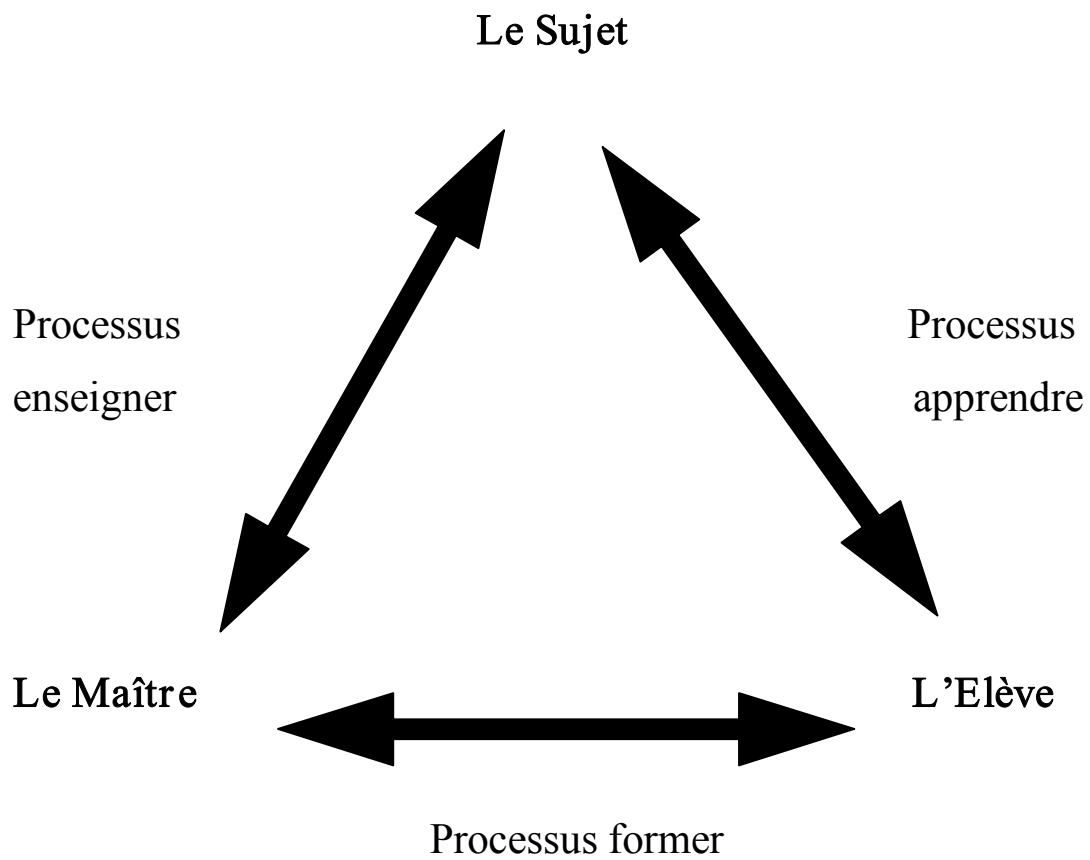 Le Sujet
Processus
enseigner
Processus
apprendre
Le Maître
L’Elève
Processus former